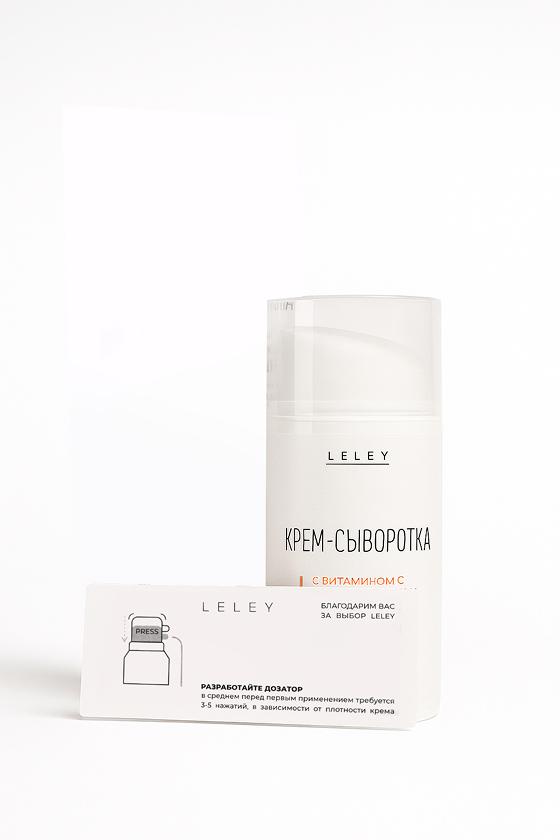 LELEY
КРЕМ-СЫВОРОТКА
С ВИТАМИНОМ С
LELEY
БЛАГОДАРИМ ВАС
ЗА ВЫБОР LELEY
PRESS
РАЗРАБОТАЙТЕ ДОЗАТОР
в среднем перед первым применением требуется
3-5 нажатий, в зависимости от плотности крема